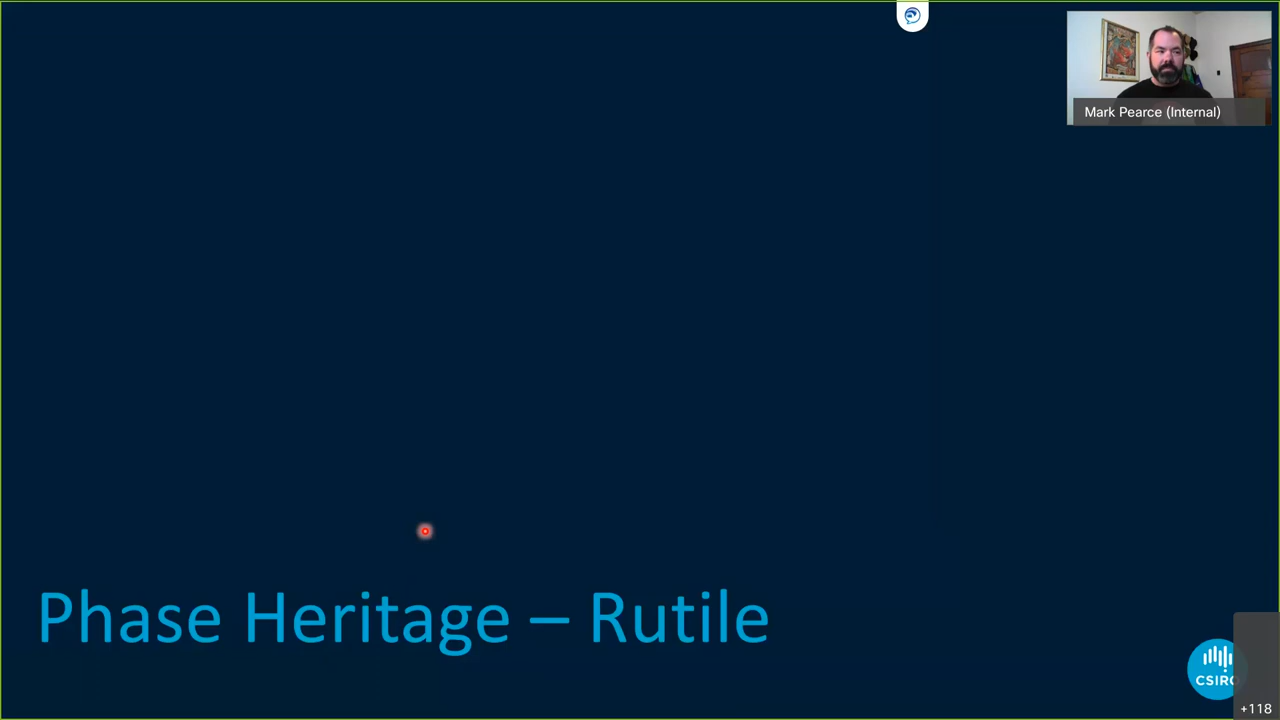 Mark Pearce (Internal)
Phase Heritage – Rutile
CSIRO
+118